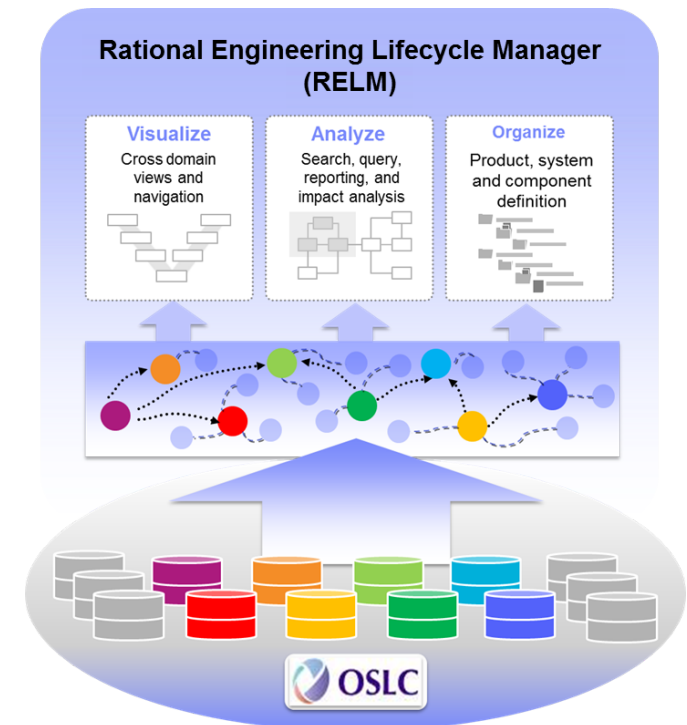 Rational Engineering Lifecycle Manager
(RELM)
Visualize
Cross domain
views and
navigation
Analyze
Search, query,
reporting, and
impact analysis
Organize
Product, system
and component
definition
OSLC